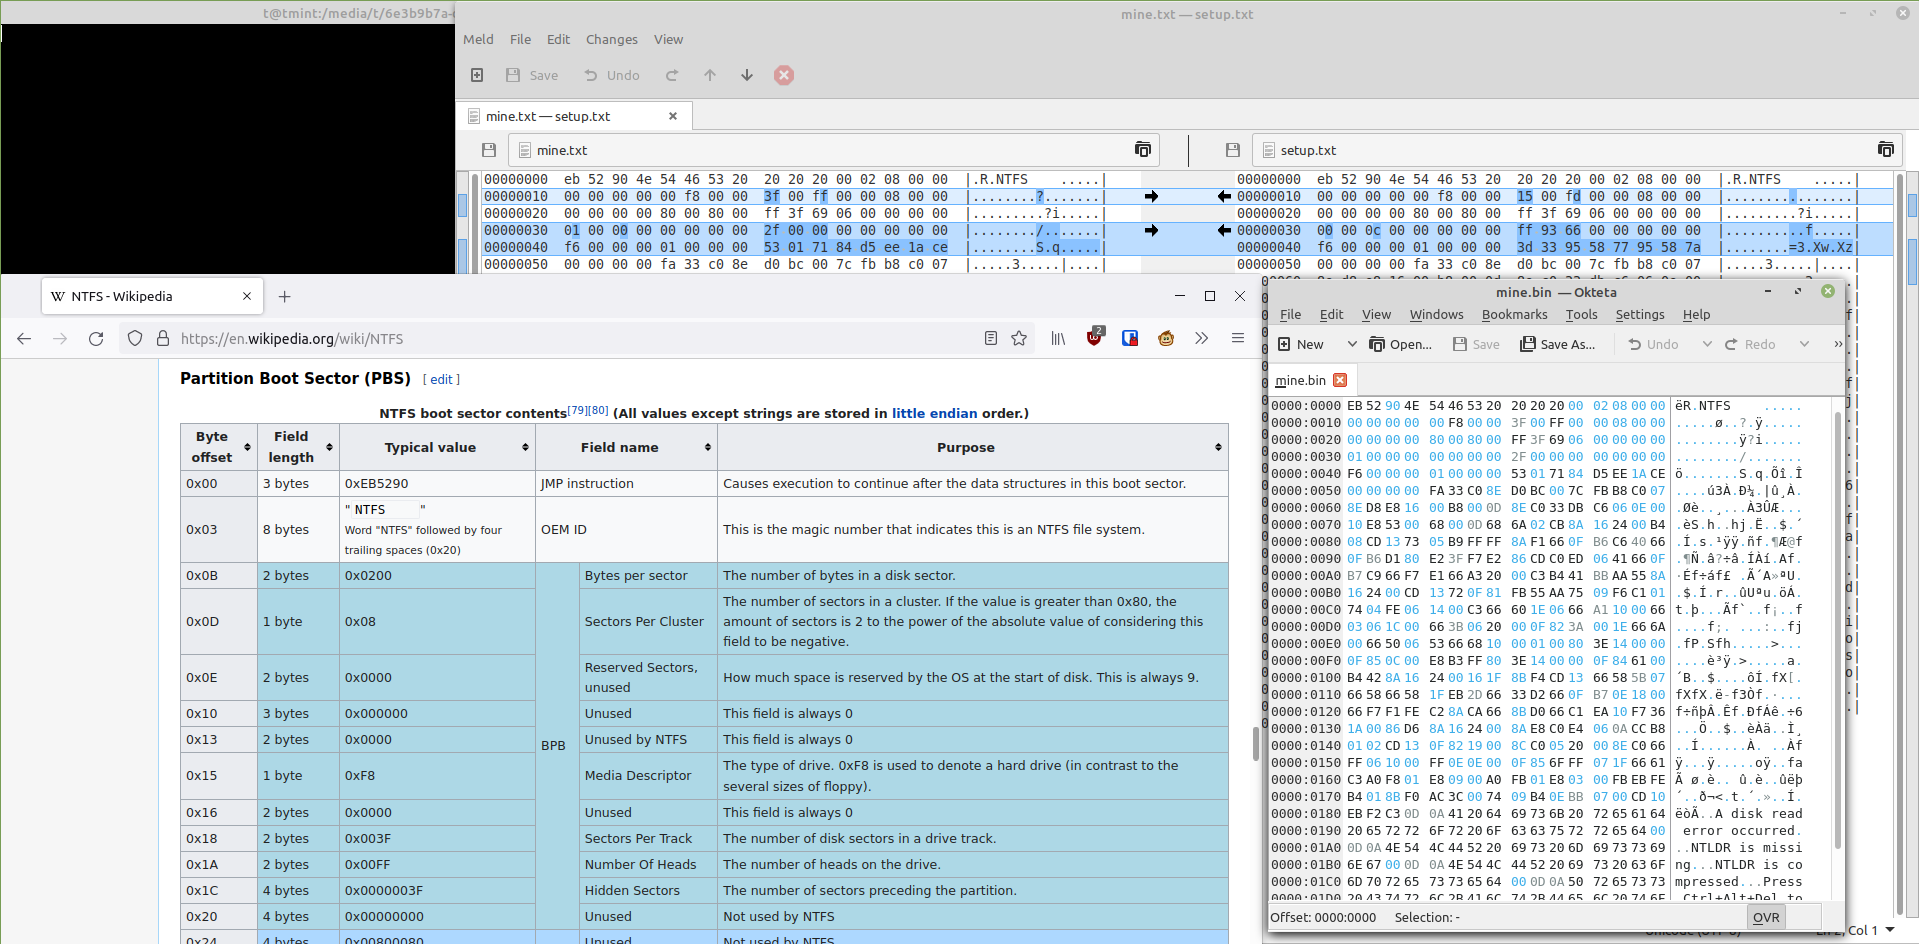 t@tmint:/media/t/6e3b9b7a-
mine.txt — setup.txt
Meld File Edit Changes View
Save Undo
mine.txt — setup.txt
mine.txt
setup.txt
00000000 eb 52 90 4e 54 46 53 20 20 20 20 00 02 08 00 00 |.R.NTFS .....|
00000010 00 00 00 00 00 f8 00 00 3f 00 ff 00 00 08 00 00 |........?.......|
00000020 00 00 00 00 80 00 80 00 ff 3f 69 06 00 00 00 00 |.........?i.....|
00000030 01 00 00 00 00 00 00 00 2f 00 00 00 00 00 00 00 |......../.......|
00000040 f6 00 00 00 01 00 00 00 53 01 71 84 d5 ee 1a ce |........S.q.....|
00000050 00 00 00 00 fa 33 c0 8e d0 bc 00 7c fb b8 c0 07 |.....3.....|....|
00000000 eb 52 90 4e 54 46 53 20 20 20 20 00 02 08 00 00 |.R.NTFS .....|
00000010 00 00 00 00 00 f8 00 00 15 00 fd 00 00 08 00 00 |................|
00000020 00 00 00 00 80 00 80 00 ff 3f 69 06 00 00 00 00 |.........?i.....|
00000030 00 00 0c 00 00 00 00 00 ff 93 66 00 00 00 00 00 |..........f.....|
00000040 f6 00 00 00 01 00 00 00 3d 33 95 58 77 95 58 7a |........=3.Xw.Xz|
00000050 00 00 00 00 fa 33 c0 8e d0 bc 00 7c fb b8 c0 07 |.....3.....|....|
NTFS - Wikipedia
https://en.wikipedia.org/wiki/NTFS
2
Partition Boot Sector (PBS) [ edit ]
NTFS boot sector contents[79][80] (All values except strings are stored in little endian order.)
Byte offset Field length Typical value Field name Purpose
0x00 3 bytes 0xEB5290 JMP instruction Causes execution to continue after the data structures in this boot sector.
0x03 8 bytes "NTFS    " Word "NTFS" followed by four trailing spaces (0x20) OEM ID This is the magic number that indicates this is an NTFS file system.
BPB
0x0B 2 bytes 0x0200 Bytes per sector The number of bytes in a disk sector.
0x0D 1 byte 0x08 Sectors Per Cluster The number of sectors in a cluster. If the value is greater than 0x80, the amount of sectors is 2 to the power of the absolute value of considering this field to be negative.
0x0E 2 bytes 0x0000 Reserved Sectors, unused How much space is reserved by the OS at the start of disk. This is always 9.
0x10 3 bytes 0x000000 Unused This field is always 0
0x13 2 bytes 0x0000 Unused by NTFS This field is always 0
0x15 1 byte 0xF8 Media Descriptor The type of drive. 0xF8 is used to denote a hard drive (in contrast to the several sizes of floppy).
0x16 2 bytes 0x0000 Unused This field is always 0
0x18 2 bytes 0x003F Sectors Per Track The number of disk sectors in a drive track.
0x1A 2 bytes 0x00FF Number Of Heads The number of heads on the drive.
0x1C 4 bytes 0x0000003F Hidden Sectors The number of sectors preceding the partition.
0x20 4 bytes 0x00000000 Unused Not used by NTFS
0x24 4 bytes 0x00800080 Unused Not used by NTFS
mine.bin — Okteta
File Edit View Windows Bookmarks Tools Settings Help
New Open... Save Save As... Undo Redo
mine.bin
0000:0000 EB 52 90 4E 54 46 53 20 20 20 20 00 02 08 00 00 ëR.NTFS .....
0000:0010 00 00 00 00 00 F8 00 00 3F 00 FF 00 00 08 00 00 .....ø..?.ÿ.....
0000:0020 00 00 00 00 80 00 80 00 FF 3F 69 06 00 00 00 00 ........ÿ?i.....
0000:0030 01 00 00 00 00 00 00 00 2F 00 00 00 00 00 00 00 ......../.......
0000:0040 F6 00 00 00 01 00 00 00 53 01 71 84 D5 EE 1A CE ö.......S.q.Õî.Î
0000:0050 00 00 00 00 FA 33 C0 8E D0 BC 00 7C FB B8 C0 07 ....ú3À.Ð¼.|û¸À.
0000:0060 8E D8 E8 16 00 B8 00 0D 8E C0 33 DB C6 06 0E 00 .Øè..¸...À3ÛÆ...
0000:0070 10 E8 53 00 68 00 0D 68 6A 02 CB 8A 16 24 00 B4 .èS.h..hj.Ë..$.´
0000:0080 08 CD 13 73 05 B9 FF FF 8A F1 66 0F B6 C6 40 66 .Í.s.¹ÿÿ.ñf.¶Æ@f
0000:0090 0F B6 D1 80 E2 3F F7 E2 86 CD C0 ED 06 41 66 0F .¶Ñ.â?÷â.ÍÀí.Af.
0000:00A0 B7 C9 66 F7 E1 66 A3 20 00 C3 B4 41 BB AA 55 8A ·Éf÷áf£ .Ã´A»ªU.
0000:00B0 16 24 00 CD 13 72 0F 81 FB 55 AA 75 09 F6 C1 01 .$.Í.r..ûUªu.öÁ.
0000:00C0 74 04 FE 06 14 00 C3 66 60 1E 06 66 A1 10 00 66 t.þ...Ãf`..f¡..f
0000:00D0 03 06 1C 00 66 3B 06 20 00 0F 82 3A 00 1E 66 6A ....f;. ...:..fj
0000:00E0 00 66 50 06 53 66 68 10 00 01 00 80 3E 14 00 00 .fP.Sfh.....>...
0000:00F0 0F 85 0C 00 E8 B3 FF 80 3E 14 00 00 0F 84 61 00 ....è³ÿ.>.....a.
0000:0100 B4 42 8A 16 24 00 16 1F 8B F4 CD 13 66 58 5B 07 ´B..$....ôÍ.fX[.
0000:0110 66 58 66 58 1F EB 2D 66 33 D2 66 0F B7 0E 18 00 fXfX.ë-f3Òf.·...
0000:0120 66 F7 F1 FE C2 8A CA 66 8B D0 66 C1 EA 10 F7 36 f÷ñþÂ.Êf.ÐfÁê.÷6
0000:0130 1A 00 86 D6 8A 16 24 00 8A E8 C0 E4 06 0A CC B8 ...Ö..$..èÀä..Ì¸
0000:0140 01 02 CD 13 0F 82 19 00 8C C0 05 20 00 8E C0 66 ..Í......À. ..Àf
0000:0150 FF 06 10 00 FF 0E 0E 00 0F 85 6F FF 07 1F 66 61 ÿ...ÿ.....oÿ..fa
0000:0160 C3 A0 F8 01 E8 09 00 A0 FB 01 E8 03 00 FB EB FE Ã ø.è.. û.è..ûëþ
0000:0170 B4 01 8B F0 AC 3C 00 74 09 B4 0E BB 07 00 CD 10 ´..ð¬<.t.´.»..Í.
0000:0180 EB F2 C3 0D 0A 41 20 64 69 73 6B 20 72 65 61 64 ëòÃ..A disk read
0000:0190 20 65 72 72 6F 72 20 6F 63 63 75 72 72 65 64 00 error occurred.
0000:01A0 0D 0A 4E 54 4C 44 52 20 69 73 20 6D 69 73 73 69 ..NTLDR is missi
0000:01B0 6E 67 00 0D 0A 4E 54 4C 44 52 20 69 73 20 63 6F ng...NTLDR is co
0000:01C0 6D 70 72 65 73 73 65 64 00 0D 0A 50 72 65 73 73 mpressed...Press
0000:01D0 20 43 74 72 6C 2B 41 6C 74 2B 44 65 6C 20 74 6F Ctrl+Alt+Del to
Offset: 0000:0000 Selection: - OVR
Col 1